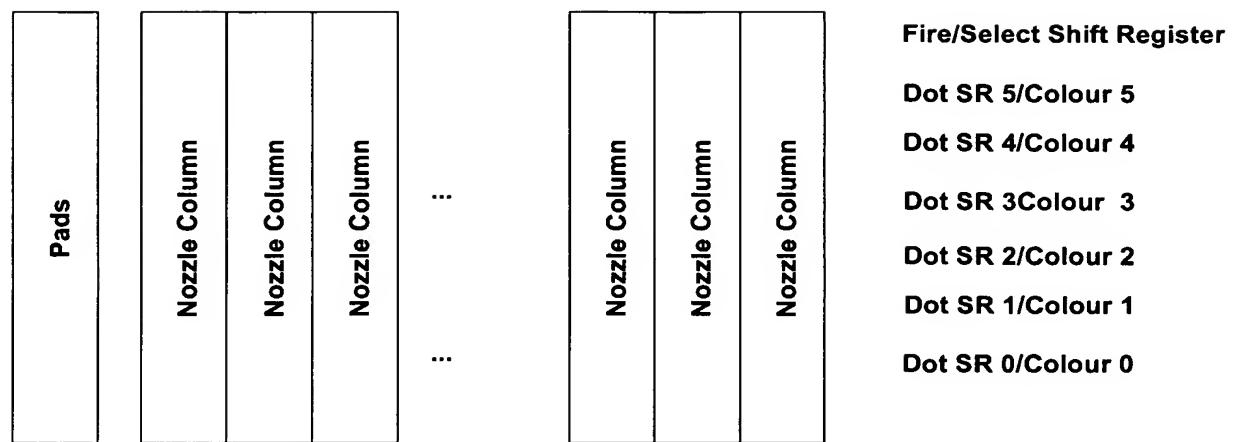 Pads
Nozzle Column
Nozzle Column
Nozzle Column
...
...
Nozzle Column
Nozzle Column
Nozzle Column
Fire/Select Shift Register
Dot SR 5/Colour 5
Dot SR 4/Colour 4
Dot SR 3Colour 3
Dot SR 2/Colour 2
Dot SR 1/Colour 1
Dot SR 0/Colour 0